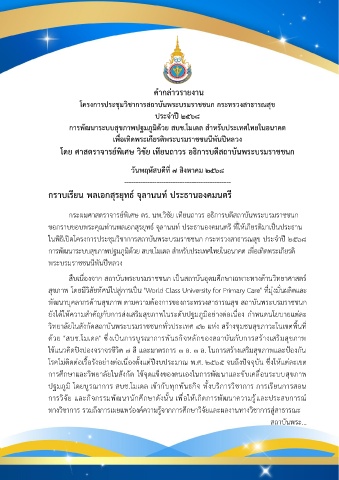 คำกล่าวรายงาน
โครงการประชุมวิชาการสถาบันพระบรมราชชนก กระทรวงสาธารณสุข
ประจำปี ๒๕๖๘
การพัฒนาระบบสุขภาพปฐมภูมิด้วย สบช.โมเดล สำหรับประเทศไทยในอนาคต
เพื่อเทิดพระเกียรติพระบรมราชชนนีพันปีหลวง
โดย ศาสตราจารย์พิเศษ วิชัย เทียนถาวร อธิการบดีสถาบันพระบรมราชชนก
วันพฤหัสบดีที่ ๗ สิงหาคม ๒๕๖๘
กราบเรียน พลเอกสุรยุทธ์ จุลานนท์ ประธานองคมนตรี
กระผมศาสตราจารย์พิเศษ ดร. นพ.วิชัย เทียนถาวร อธิการบดีสถาบันพระบรมราชชนก
ขอกราบขอบพระคุณท่านพลเอกสุรยุทธ์ จุลานนท์ ประธานองคมนตรี ที่ให้เกียรติมาเป็นประธาน
ในพิธีเปิดโครงการประชุมวิชาการสถาบันพระบรมราชชนก กระทรวงสาธารณสุข ประจำปี ๒๕๖๘
การพัฒนาระบบสุขภาพปฐมภูมิด้วย สบช.โมเดล สำหรับประเทศไทยในอนาคต เพื่อเทิดพระเกียรติ
พระบรมราชชนนีพันปีหลวง
สืบเนื่องจาก สถาบันพระบรมราชชนก เป็นสถาบันอุดมศึกษาเฉพาะทางด้านวิทยาศาสตร์
สุขภาพ โดยมีวิสัยทัศน์ไปสู่การเป็น "World Class University for Primary Care" ที่มุ่งมั่นผลิตและ
พัฒนาบุคลากรด้านสุขภาพ ตามความต้องการของกระทรวงสาธารณสุข สถาบันพระบรมราชชนก
ยังได้ให้ความสำคัญกับการส่งเสริมสุขภาพในระดับปฐมภูมิอย่างต่อเนื่อง กำหนดนโยบายแต่ละ
วิทยาลัยในสังกัดสถาบันพระบรมราชชนกทั่วประเทศ ๔๒ แห่ง สร้างชุมชนสุขภาวะในเขตพื้นที่
ด้วย "สบช.โมเดล" ซึ่งเป็นการบูรณาการพันธกิจหลักของสถาบันกับการสร้างเสริมสุขภาพ
ใช้แนวคิดปิงปองจราจรชีวิต ๗ สี และมาตรการ ๓ อ. ๓ ส. ในการสร้างเสริมสุขภาพและป้องกัน
โรคไม่ติดต่อเรื้อรังอย่างต่อเนื่องตั้งแต่ปีงบประมาณ พ.ศ. ๒๕๖๕ จนถึงปัจจุบัน ซึ่งให้แต่ละเขต
การศึกษาและวิทยาลัยในสังกัด ใช้จุดแข็งของตนเองในการพัฒนาและขับเคลื่อนระบบสุขภาพ
ปฐมภูมิ โดยบูรณาการ สบช.โมเดล เข้ากับทุกพันธกิจ ทั้งบริการวิชาการ การเรียนการสอน
การวิจัย และกิจกรรมพัฒนานักศึกษาดังนั้น เพื่อให้เกิดการพัฒนาความรู้และประสบการณ์
ทางวิชาการ รวมถึงการเผยแพร่องค์ความรู้จากการศึกษาวิจัยและผลงานทางวิชาการสู่สาธารณะ
สถาบันพระ...